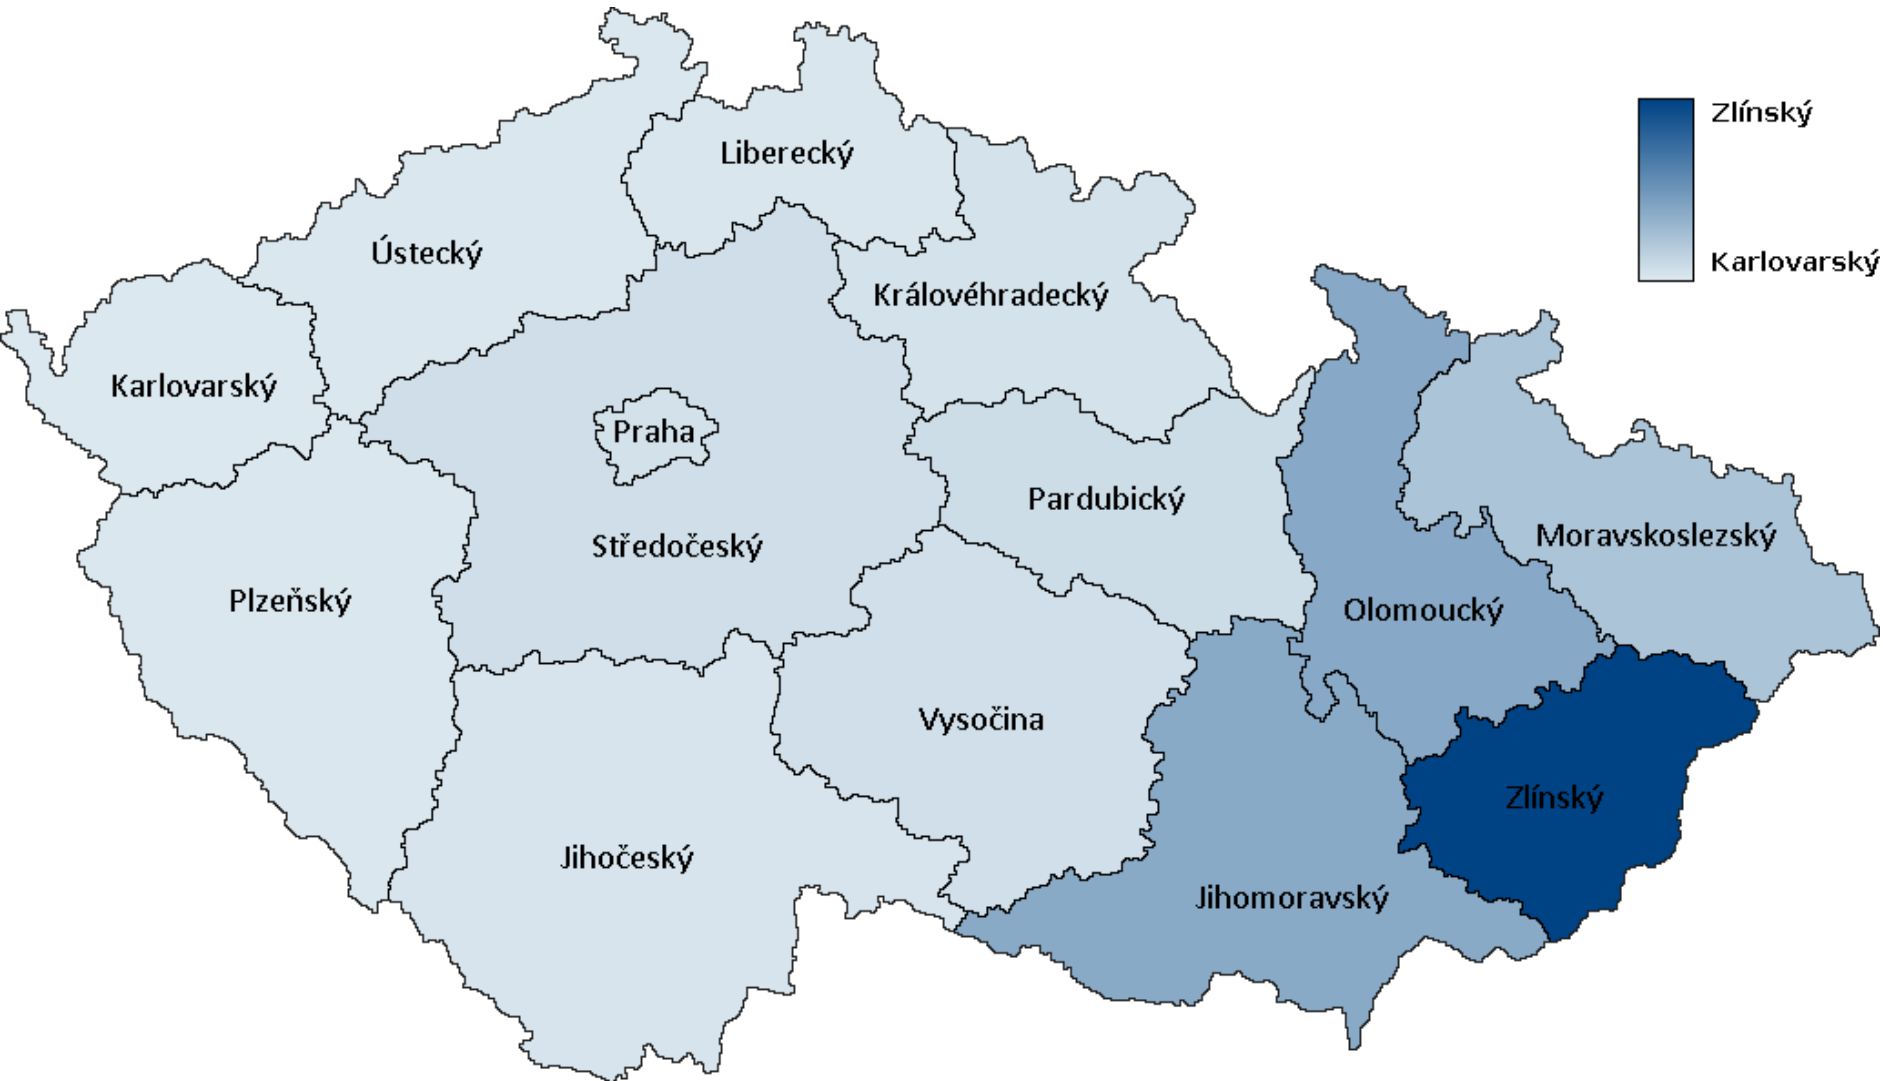 Zlínský
Liberecký
Ústecký
Karlovarský
Královéhradecký
Karlovarský
Praha
Pardubický
Moravskoslezský
Středočeský
Plzeňský
Olomoucký
Vysočina
Zlínský
Jihočeský
Jihomoravský